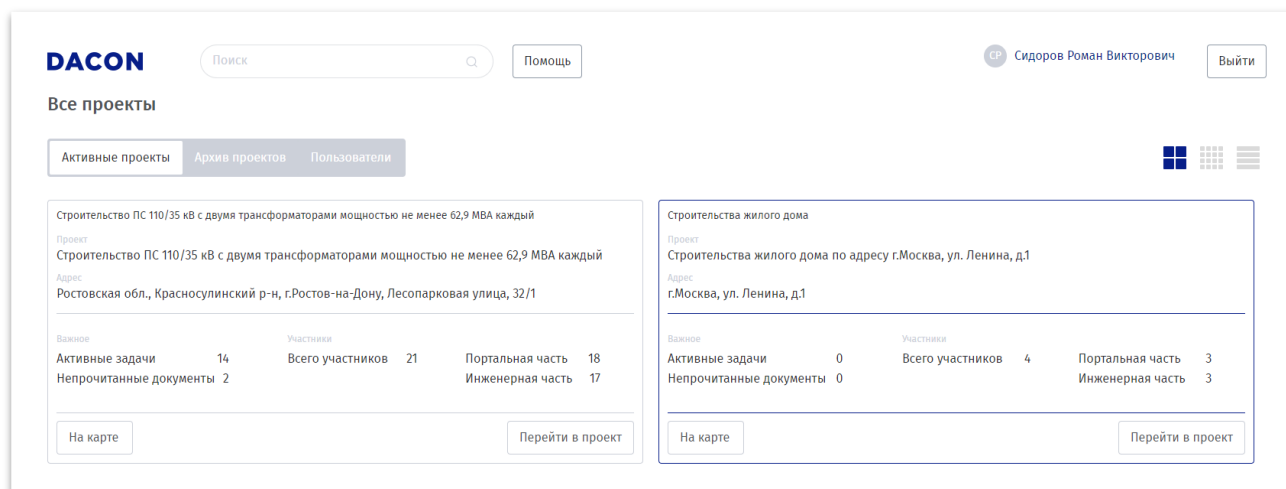 DACON
Поиск
Помощь
СР
Сидоров Роман Викторович
Выйти
Все проекты
Активные проекты
Архив проектов
Пользователи
Строительство ПС 110/35 кВ с двумя трансформаторами мощностью не менее 62,9 МВА каждый
Проект
Строительство ПС 110/35 кВ с двумя трансформаторами мощностью не менее 62,9 МВА каждый
Адрес
Ростовская обл., Красносулинский р-н, г.Ростов-на-Дону, Лесопарковая улица, 32/1
Важное
Участники
Активные задачи 14
Всего участников 21
Портальная часть 18
Непрочитанные документы 2
Инженерная часть 17
На карте
Перейти в проект
Строительства жилого дома
Проект
Строительства жилого дома по адресу г.Москва, ул. Ленина, д.1
Адрес
г.Москва, ул. Ленина, д.1
Важное
Участники
Активные задачи 0
Всего участников 4
Портальная часть 3
Непрочитанные документы 0
Инженерная часть 3
На карте
Перейти в проект